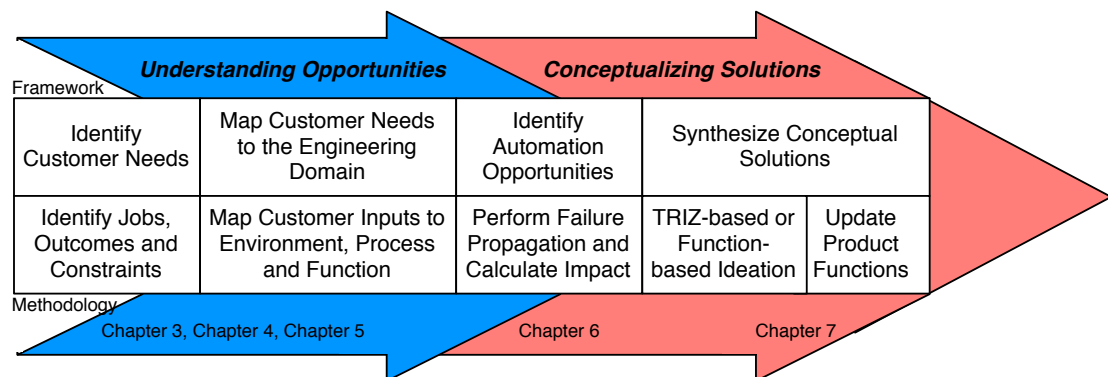 Understanding Opportunities
Conceptualizing Solutions
Framework
Identify
Customer Needs
Map Customer Needs
to the Engineering
Domain
Identify
Automation
Opportunities
Synthesize Conceptual
Solutions
Identify Jobs,
Outcomes and
Constraints
Map Customer Inputs to
Environment, Process
and Function
Perform Failure
Propagation and
Calculate Impact
TRIZ-based or
Function-
based Ideation
Update
Product
Functions
Methodology
Chapter 3, Chapter 4, Chapter 5
Chapter 6
Chapter 7